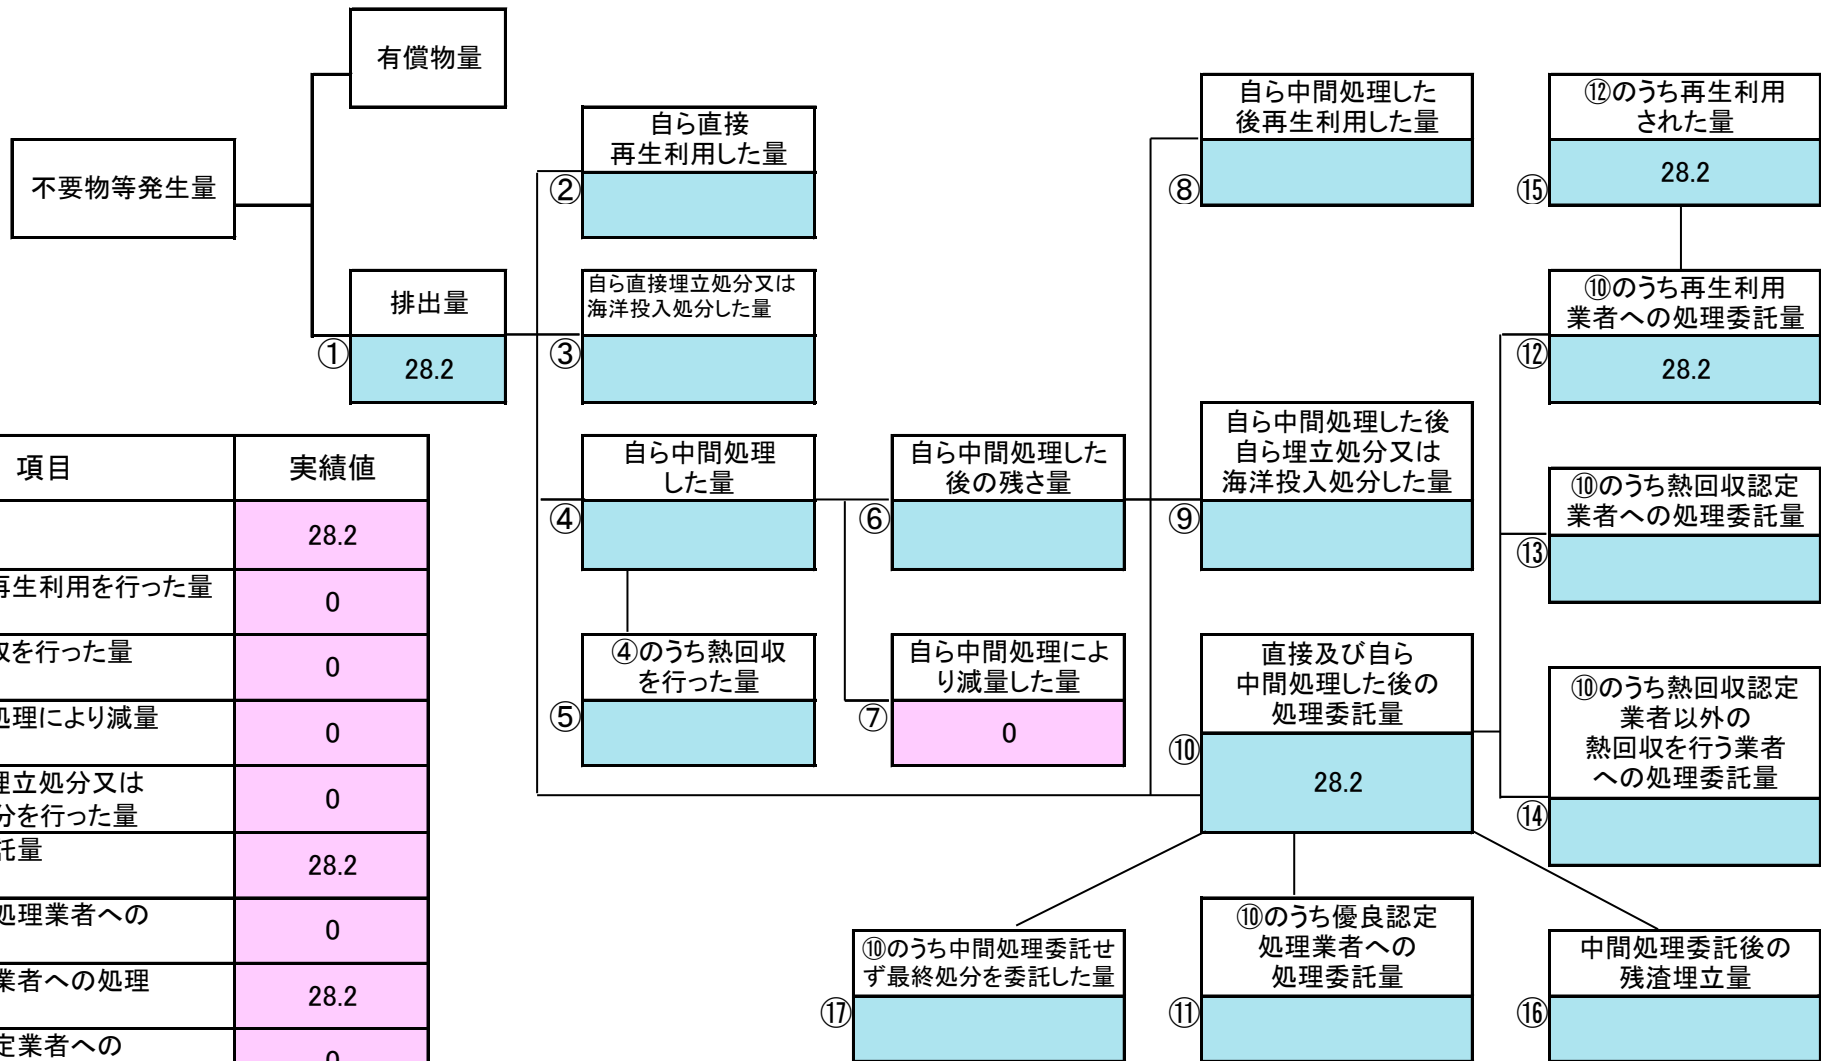 有償物量
不要物等発生量
排出量
①
28.2
自ら直接
再生利用した量
②
自ら直接埋立処分又は
海洋投入処分した量
③
自ら中間処理
した量
④
④のうち熱回収
を行った量
⑤
自ら中間処理した
後の残さ量
⑥
自ら中間処理によ
り減量した量
⑦
0
自ら中間処理した
後再生利用した量
⑧
自ら中間処理した後
自ら埋立処分又は
海洋投入処分した量
⑨
直接及び自ら
中間処理した後の
処理委託量
⑩
28.2
⑫のうち再生利用
された量
⑮
28.2
⑩のうち再生利用
業者への処理委託量
⑫
28.2
⑩のうち熱回収認定
業者への処理委託量
⑬
⑩のうち熱回収認定
業者以外の
熱回収を行う業者
への処理委託量
⑭
⑩のうち中間処理委託せ
ず最終処分を委託した量
⑰
⑩のうち優良認定
処理業者への
処理委託量
⑪
中間処理委託後の
残渣埋立量
⑯
項目 実績値
28.2
再生利用を行った量 0
を行った量 0
処理により減量 0
埋立処分又は
分を行った量 0
託量 28.2
処理業者への 0
業者への処理 28.2
定業者への 0